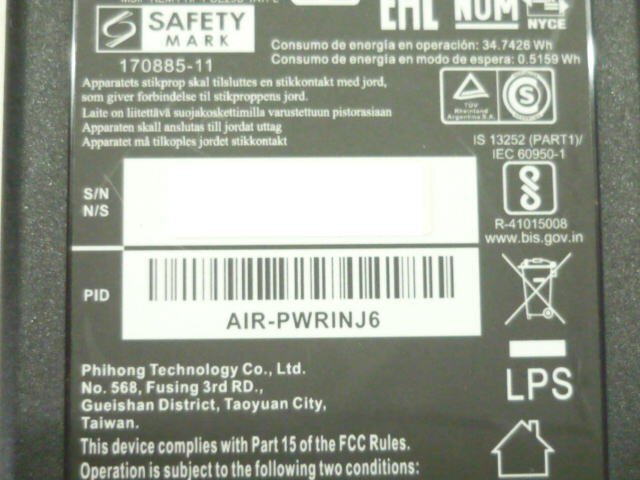 EAC NOM
NYCE
SAFETY
MARK
170885-11
Consumo de energía en operación: 34.7426 Wh
Consumo de energía en modo de espera: 0.5159 Wh
Apparatets stikprop skal tilsluttes en stikkontakt med jord,
som giver forbindelse til stikproppens jord.
Laite on liitettävä suojakoskettimilla varustettuun pistorasiaan
Apparaten skall anslutas till jordat uttag
Apparatet må tilkoples jordet stikkontakt
TÜV
Rheinland
Argentina S.A.
S
IS 13252 (PART1)/
IEC 60950-1
R-41015008
www.bis.gov.in
S/N
N/S
PID
AIR-PWRINJ6
LPS
Phihong Technology Co., Ltd.
No. 568, Fusing 3rd RD.,
Gueishan District, Taoyuan City,
Taiwan.
This device complies with Part 15 of the FCC Rules.
Operation is subject to the following two conditions: